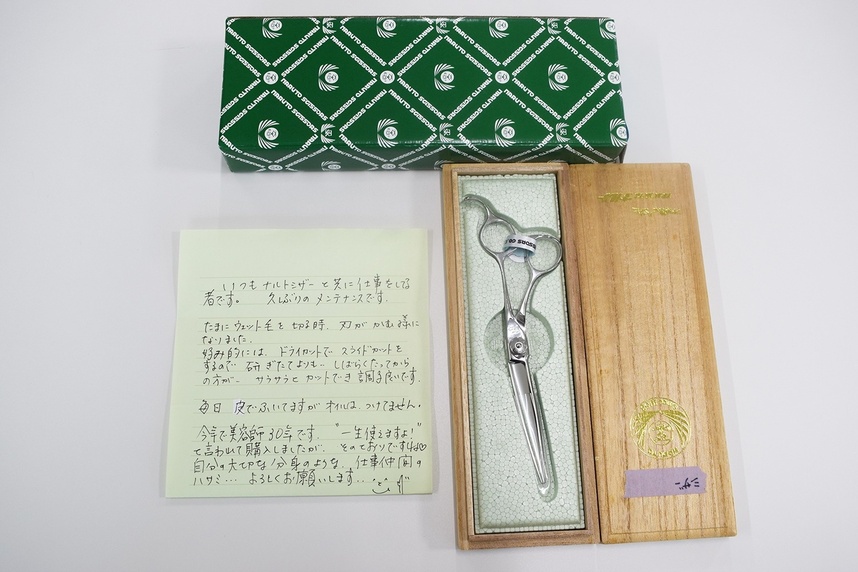 NARUTO SCISSORS
いつもナルトシザーと共に仕事をしてる
者です。 久しぶりのメンテナンスです。
たまにウェット毛を切る時、刃がかむ様に
なりました。
好み的には、ドライカットで スライドカットを
するので 研ぎたてよりも、しばらくたってから
の方が、サラサラとカットでき調子良いです。
毎日 皮でふいてますが オイルは、つけてません。
今年で美容師30年です。 "一生使えますよ!"
て言われて購入しましたが、そのとおりですね♡
自分の大切な分身のような、仕事仲間の
ハサミ… よろしくお願いします…
シザー